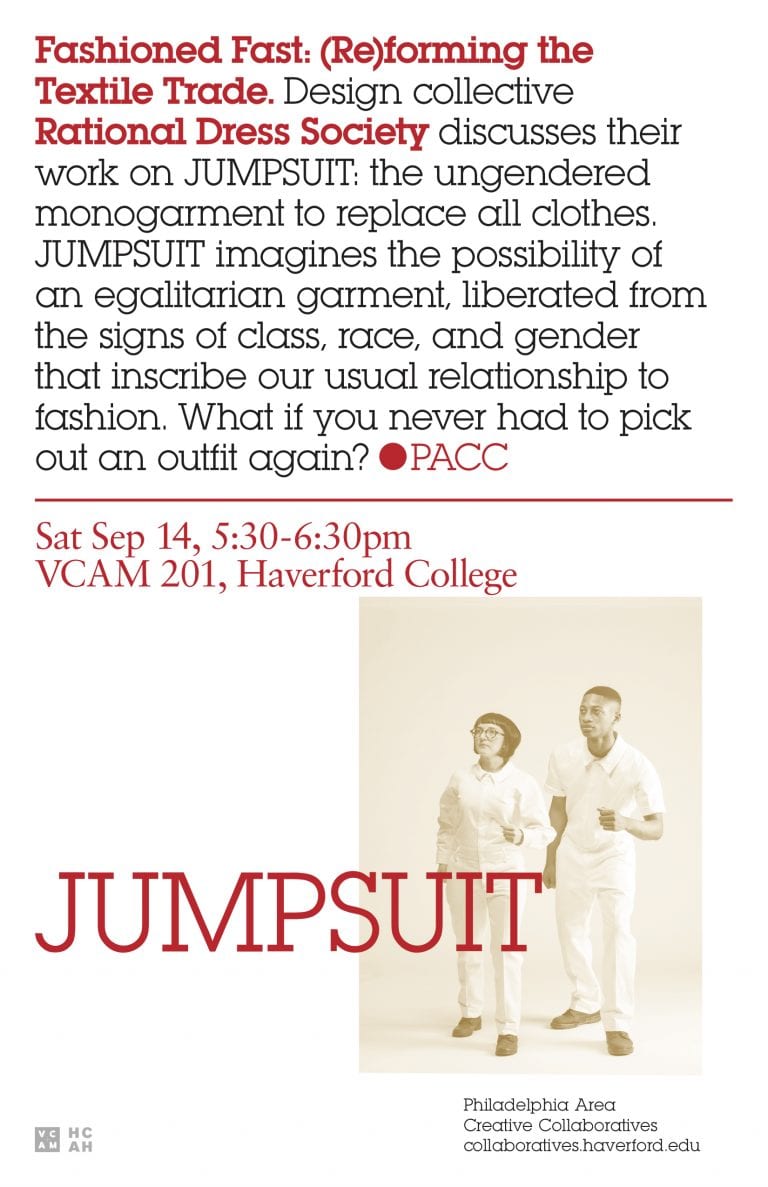 Fashioned Fast: (Re)forming the
Textile Trade. Design collective
Rational Dress Society discusses their
work on JUMPSUIT: the ungendered
monogarment to replace all clothes.
JUMPSUIT imagines the possibility of
an egalitarian garment, liberated from
the signs of class, race, and gender
that inscribe our usual relationship to
fashion. What if you never had to pick
out an outfit again? ●PACC
Sat Sep 14, 5:30-6:30pm
VCAM 201, Haverford College
JUMPSUIT
Philadelphia Area
Creative Collaboratives
collaboratives.haverford.edu
VC
AM
HC
AH